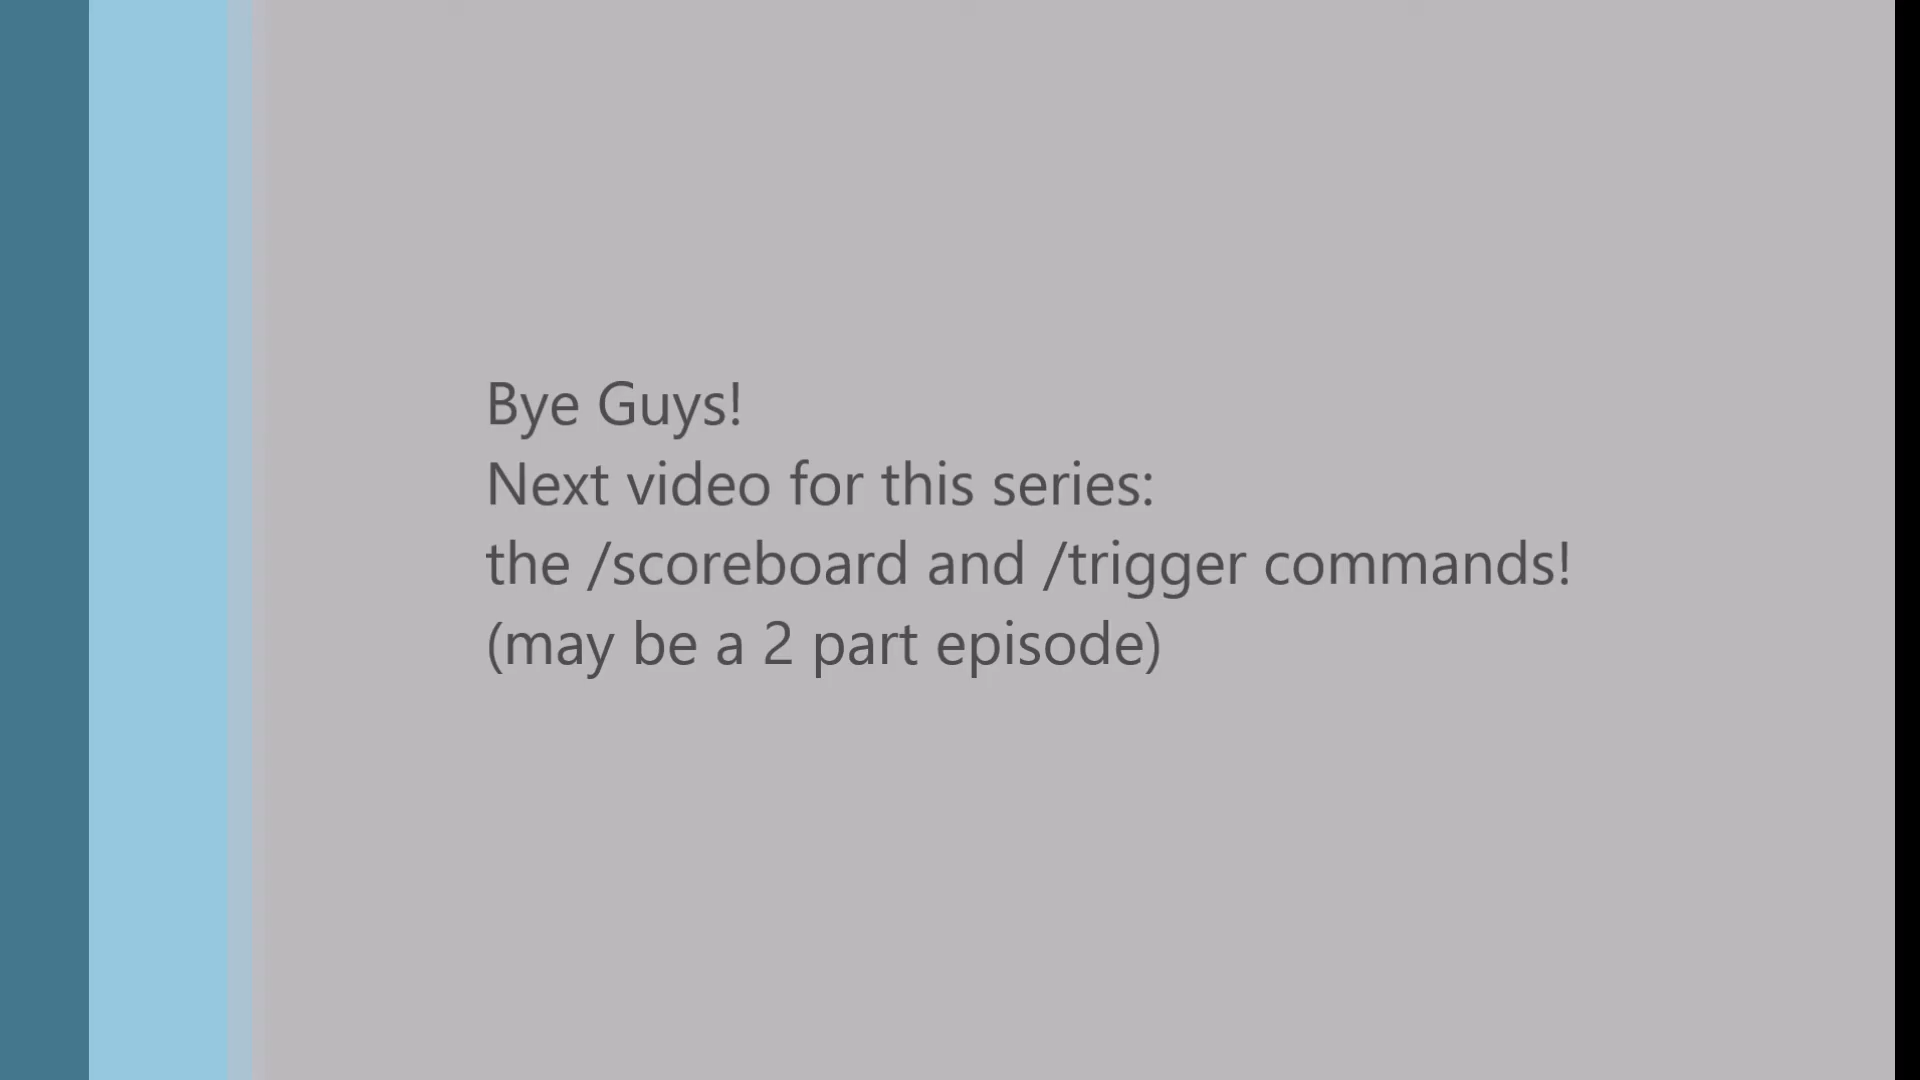 Bye Guys!
Next video for this series:
the /scoreboard and /trigger commands!
(may be a 2 part episode)